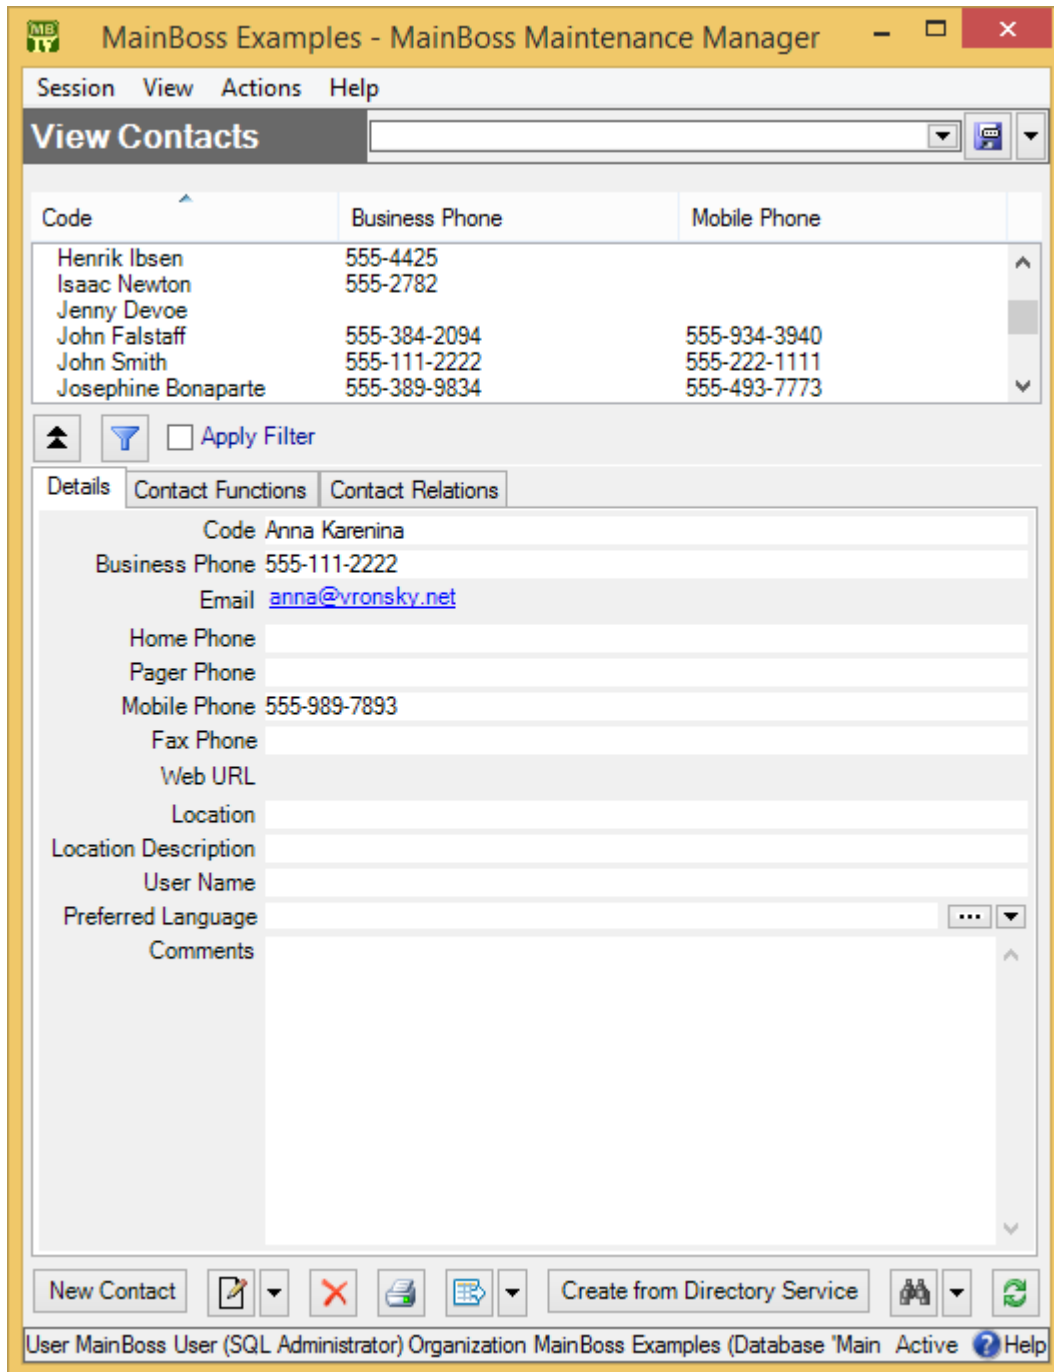 MB
MainBoss Examples - MainBoss Maintenance Manager
Session View Actions Help
View Contacts
Code Business Phone Mobile Phone
Henrik Ibsen 555-4425
Isaac Newton 555-2782
Jenny Devoe
John Falstaff 555-384-2094 555-934-3940
John Smith 555-111-2222 555-222-1111
Josephine Bonaparte 555-389-9834 555-493-7773
Apply Filter
Details Contact Functions Contact Relations
Code Anna Karenina
Business Phone 555-111-2222
Email anna@vronsky.net
Home Phone
Pager Phone
Mobile Phone 555-989-7893
Fax Phone
Web URL
Location
Location Description
User Name
Preferred Language ...
Comments
New Contact Create from Directory Service
User MainBoss User (SQL Administrator) Organization MainBoss Examples (Database 'Main Active Help